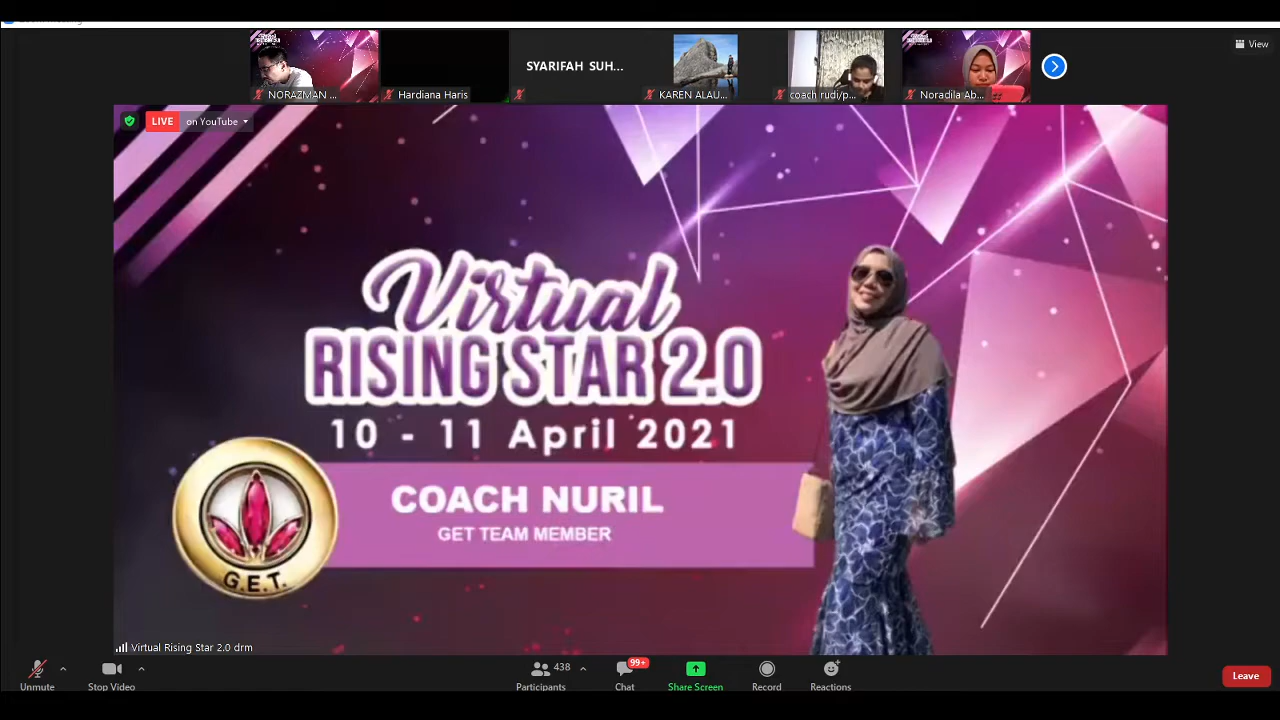 View
NORAZMAN ...
Hardiana Haris
SYARIFAH SUH...
KAREN ALAU...
coach rudi/p...
Noradila Ab...
LIVE on YouTube
Virtual
RISING STAR 2.0
10 - 11 April 2021
COACH NURIL
GET TEAM MEMBER
G.E.T.
Virtual Rising Star 2.0 drm
Unmute
Stop Video
438
Participants
99+
Chat
Share Screen
Record
Reactions
Leave